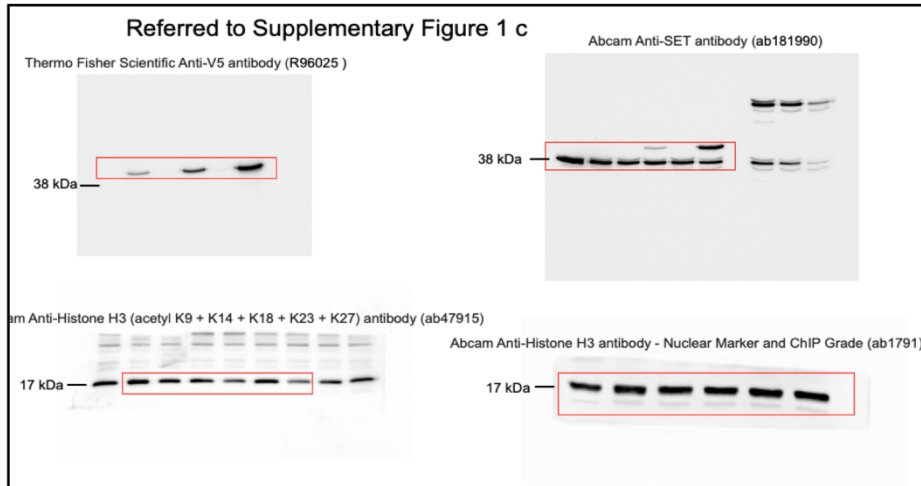 Referred to Supplementary Figure 1 c
Thermo Fisher Scientific Anti-V5 antibody (R96025 )
38 kDa
Abcam Anti-SET antibody (ab181990)
38 kDa
am Anti-Histone H3 (acetyl K9 + K14 + K18 + K23 + K27) antibody (ab47915)
17 kDa
Abcam Anti-Histone H3 antibody - Nuclear Marker and ChIP Grade (ab1791)
17 kDa